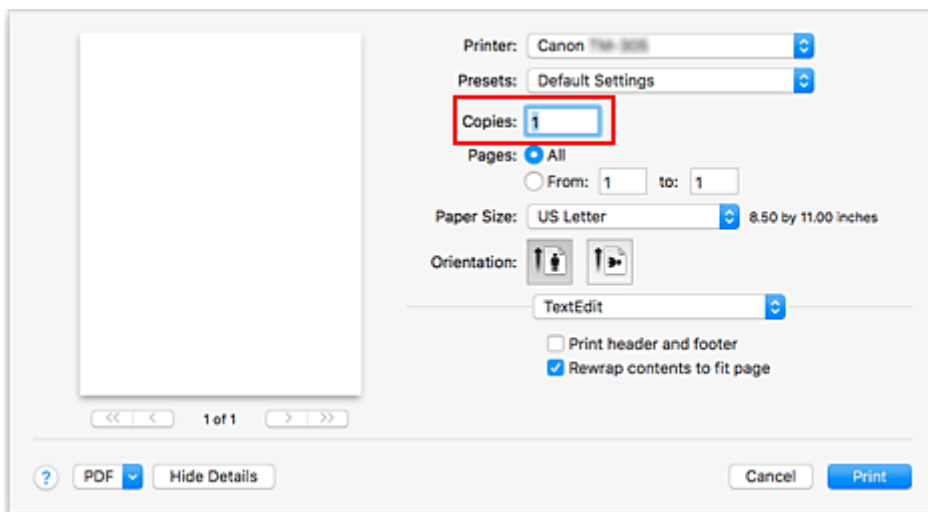 Printer: Canon
Presets: Default Settings
Copies: 1
Pages: All
From: 1 to: 1
Paper Size: US Letter 8.50 by 11.00 inches
Orientation:
TextEdit
Print header and footer
Rewrap contents to fit page
<< < 1 of 1 > >>
? PDF Hide Details Cancel Print